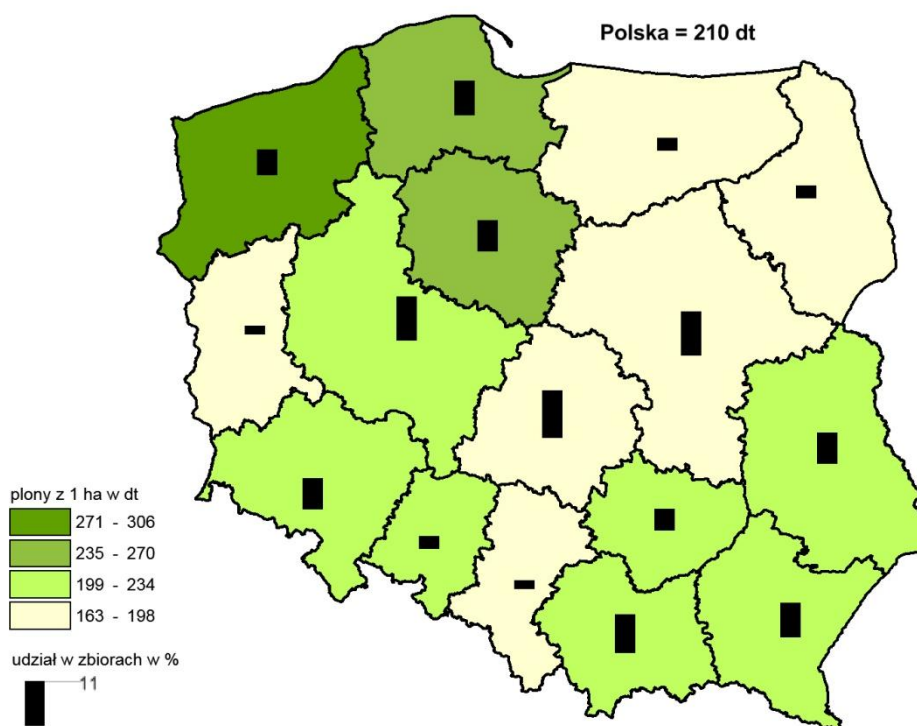 Polska = 210 dt
plony z 1 ha w dt
271 - 306
235 - 270
199 - 234
163 - 198
udział w zbiorach w %
11